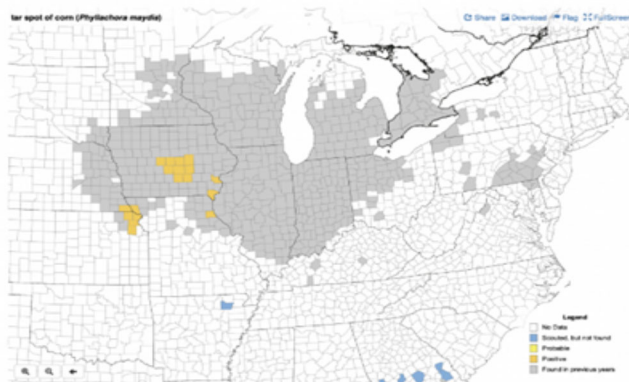 tar spot of corn (Phyllachora maydis)
Share Download Flag FullScreen
Legend
No Data
Scouted, but not found
Probable
Positive
Found in previous years